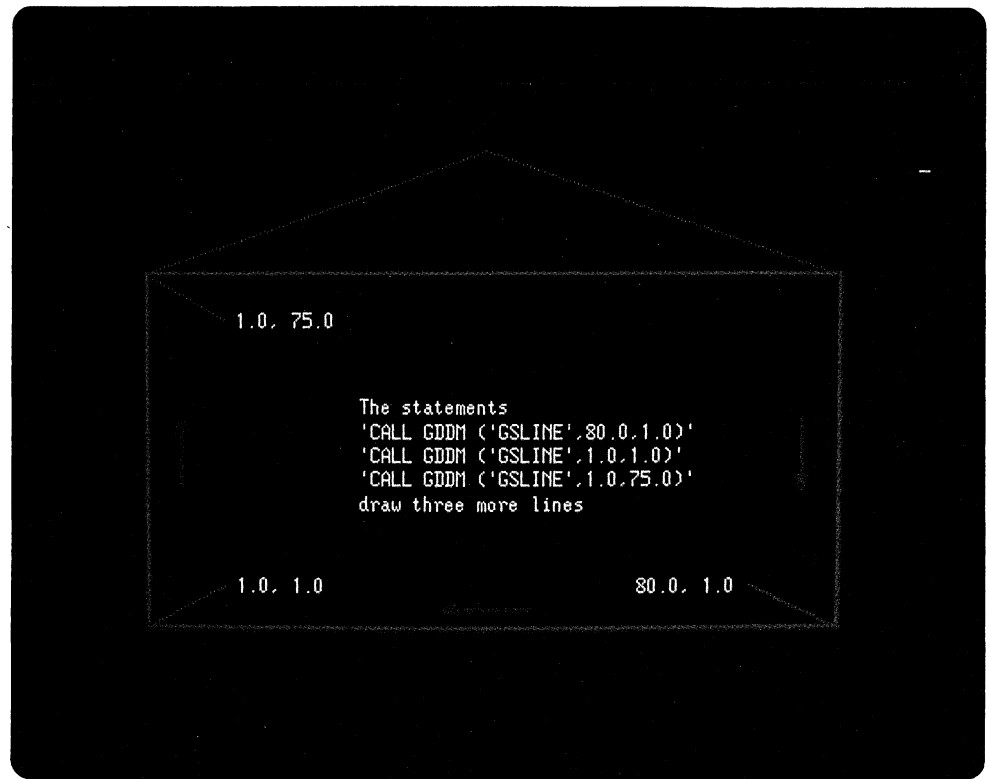 1.0, 75.0
The statements
'CALL GDDM ('GSLINE',80.0,1.0)'
'CALL GDDM ('GSLINE',1.0,1.0)'
'CALL GDDM ('GSLINE',1.0,75.0)'
draw three more lines
1.0, 1.0
80.0, 1.0